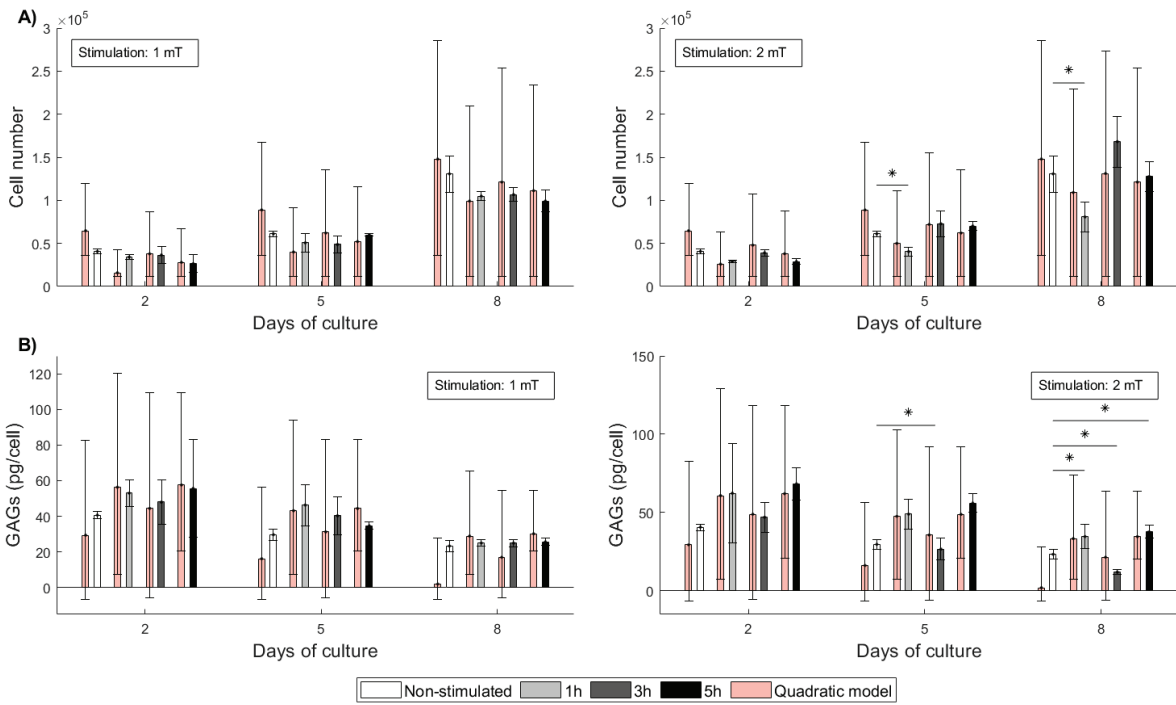 A)
×10⁵
Stimulation: 1 mT
Cell number
3
2.5
2
1.5
1
0.5
0
2 5 8
Days of culture
×10⁵
Stimulation: 2 mT
Cell number
3
2.5
2
1.5
1
0.5
0
* *
2 5 8
Days of culture
B)
Stimulation: 1 mT
GAGs (pg/cell)
120
100
80
60
40
20
0
2 5 8
Days of culture
Stimulation: 2 mT
GAGs (pg/cell)
150
100
50
0
*
*
*
*
2 5 8
Days of culture
Non-stimulated 1h 3h 5h Quadratic model